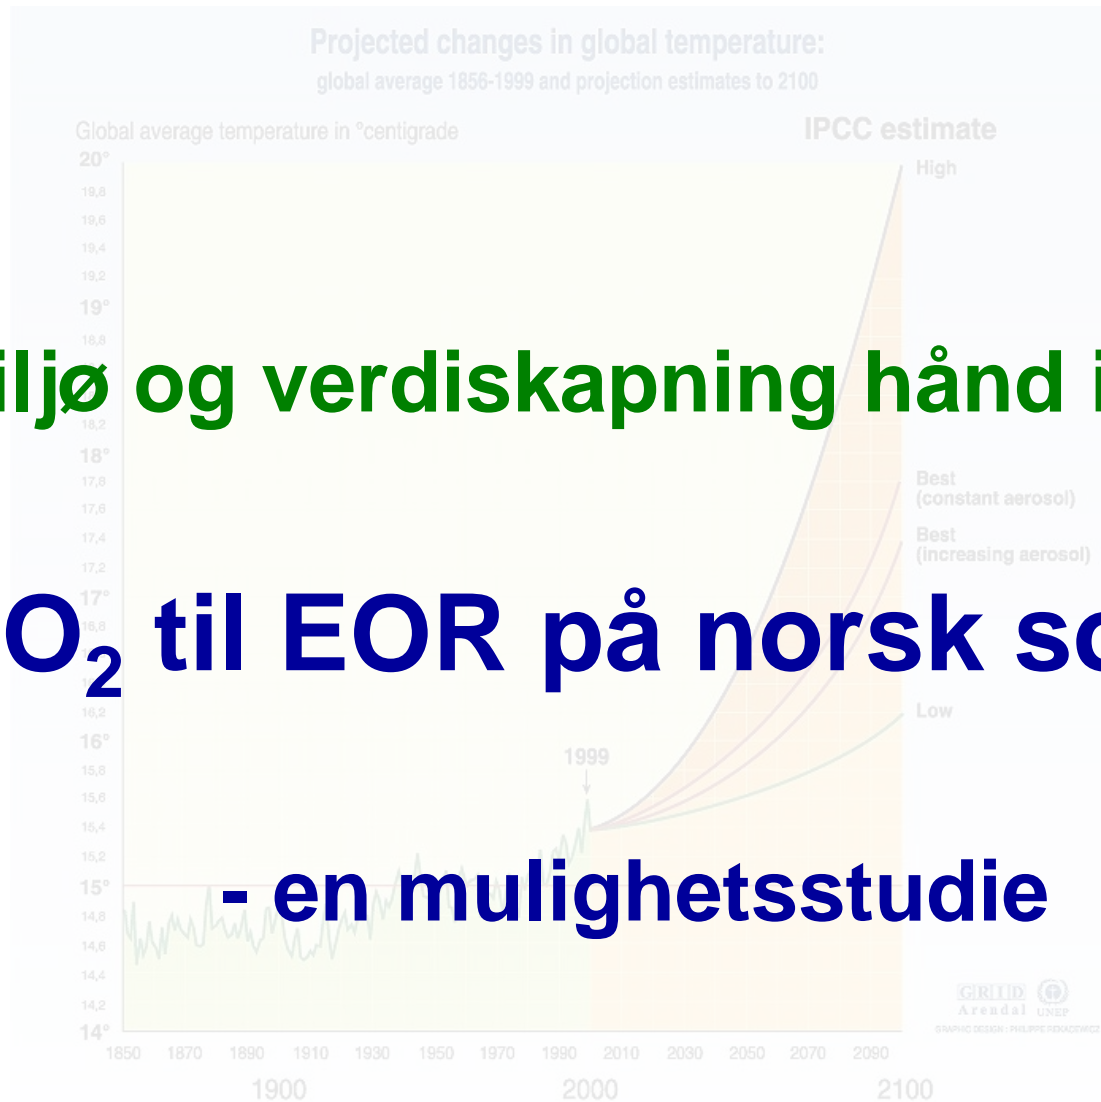 Projected changes in global temperature:
global average 1856-1999 and projection estimates to 2100
Global average temperature in °centigrade
IPCC estimate
20°
High
19,8
19,6
19,4
19,2
19°
18,8
iljø og verdiskapning hånd i
18,2
18°
17,8
Best
(constant aerosol)
17,6
17,4
Best
(increasing aerosol)
17,2
17°
16,8
O₂ til EOR på norsk so
16,2
Low
16°
1999
15,8
15,6
15,4
15,2
15°
- en mulighetsstudie
14,8
14,6
14,4
14,2
GRID
Arendal UNEP
14°
GRAPHIC DESIGN : PHILIPPE REKACEWICZ
1850 1870 1890 1910 1930 1950 1970 1990 2010 2030 2050 2070 2090
1900 2000 2100